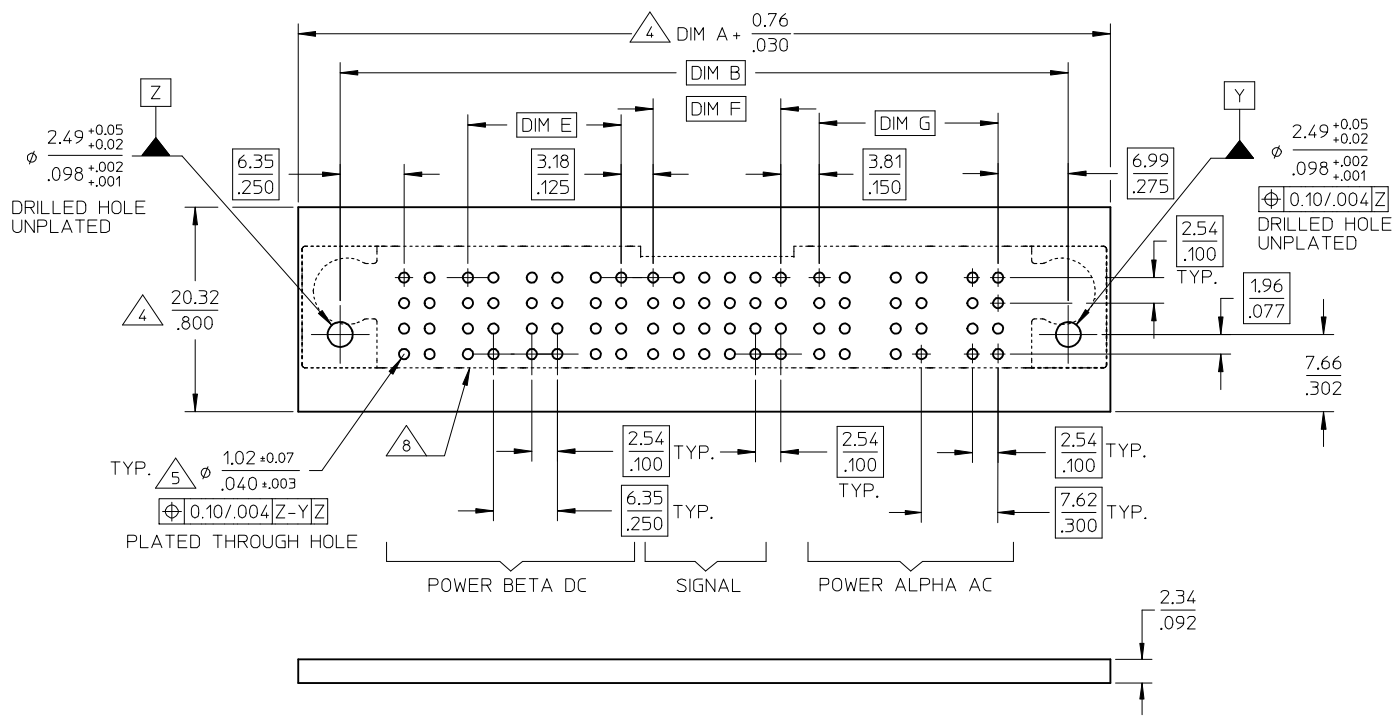 4 DIM A + 0.76
.030
DIM B
Z
DIM F
Y
DIM E
DIM G
⌀ 2.49 +0.05 +0.02
.098 +.002 +.001
DRILLED HOLE
UNPLATED
6.35
.250
3.18
.125
3.81
.150
6.99
.275
⌀ 2.49 +0.05 +0.02
.098 +.002 +.001
⌖ 0.10/.004 Z
DRILLED HOLE
UNPLATED
2.54
.100
TYP.
4 20.32
.800
1.96
.077
7.66
.302
8
TYP. 5 ⌀ 1.02 ±0.07
.040 ±.003
⌖ 0.10/.004 Z-Y Z
PLATED THROUGH HOLE
2.54
.100 TYP.
2.54
.100
TYP.
2.54
.100 TYP.
6.35
.250 TYP.
7.62
.300 TYP.
POWER BETA DC
SIGNAL
POWER ALPHA AC
2.34
.092